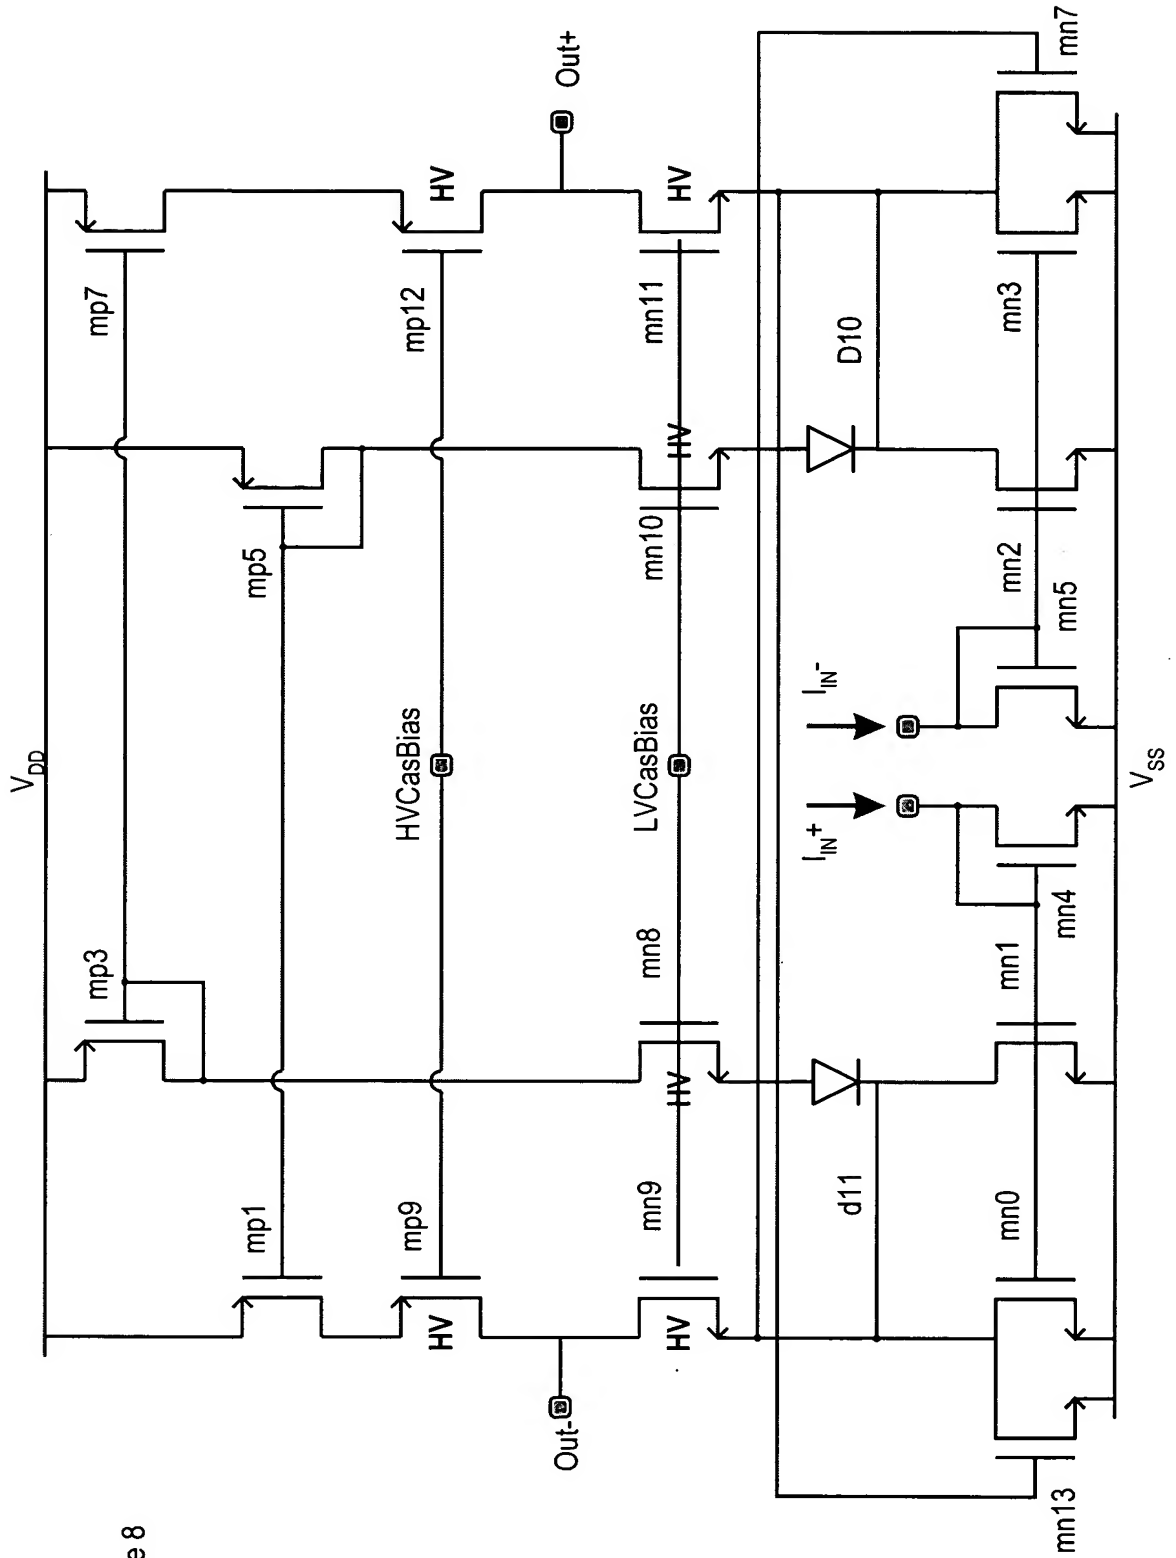 V_DD
mp3
mp7
mp1
mp5
HVCasBias
mp9
mp12
HV
HV
Out-
Out+
LVCasBias
mn9
mn8
mn10
mn11
HV
HV
HV
HV
I_IN+
I_IN-
d11
D10
mn0
mn1
mn4
mn5
mn2
mn3
mn13
mn7
V_SS
e 8